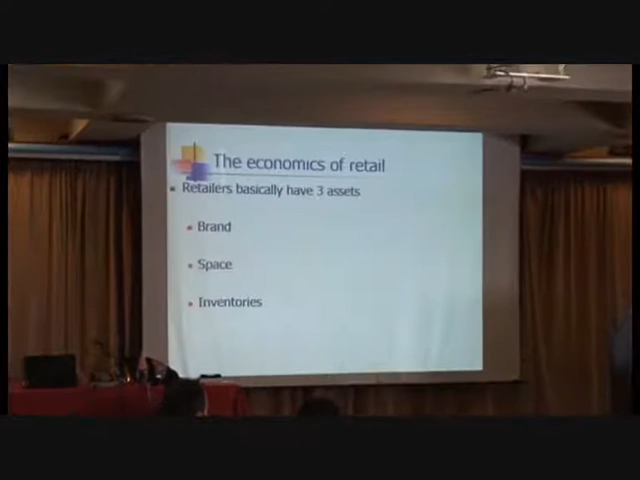 The economics of retail
Retailers basically have 3 assets
Brand
Space
Inventories